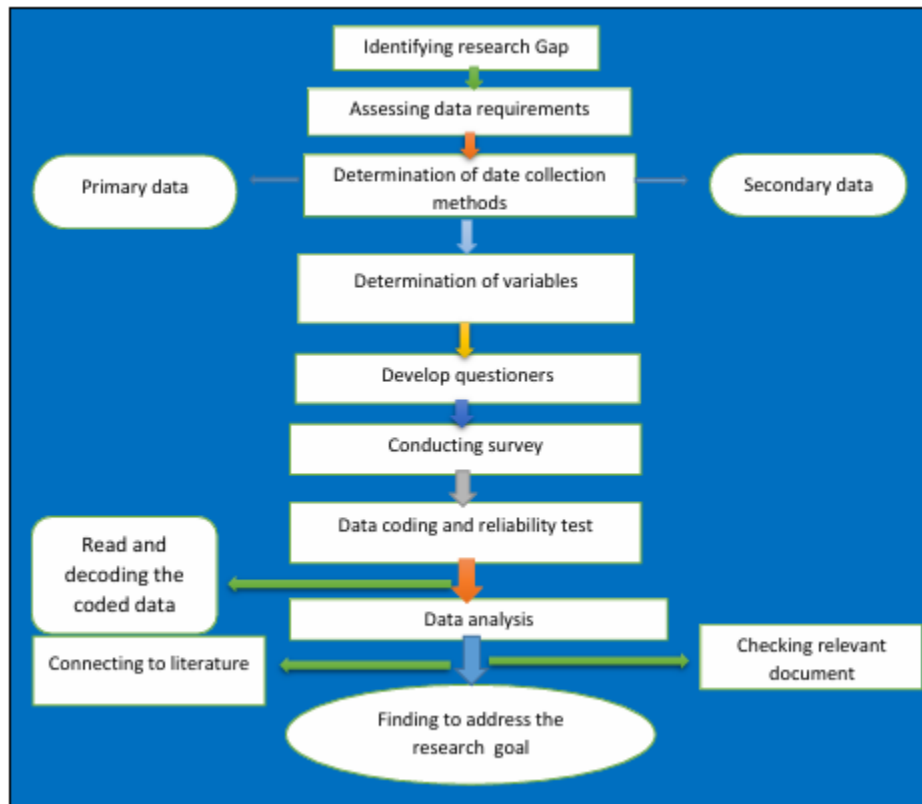 Identifying research Gap
Assessing data requirements
Primary data
Determination of date collection
methods
Secondary data
Determination of variables
Develop questioners
Conducting survey
Data coding and reliability test
Read and
decoding the
coded data
Data analysis
Connecting to literature
Checking relevant
document
Finding to address the
research goal